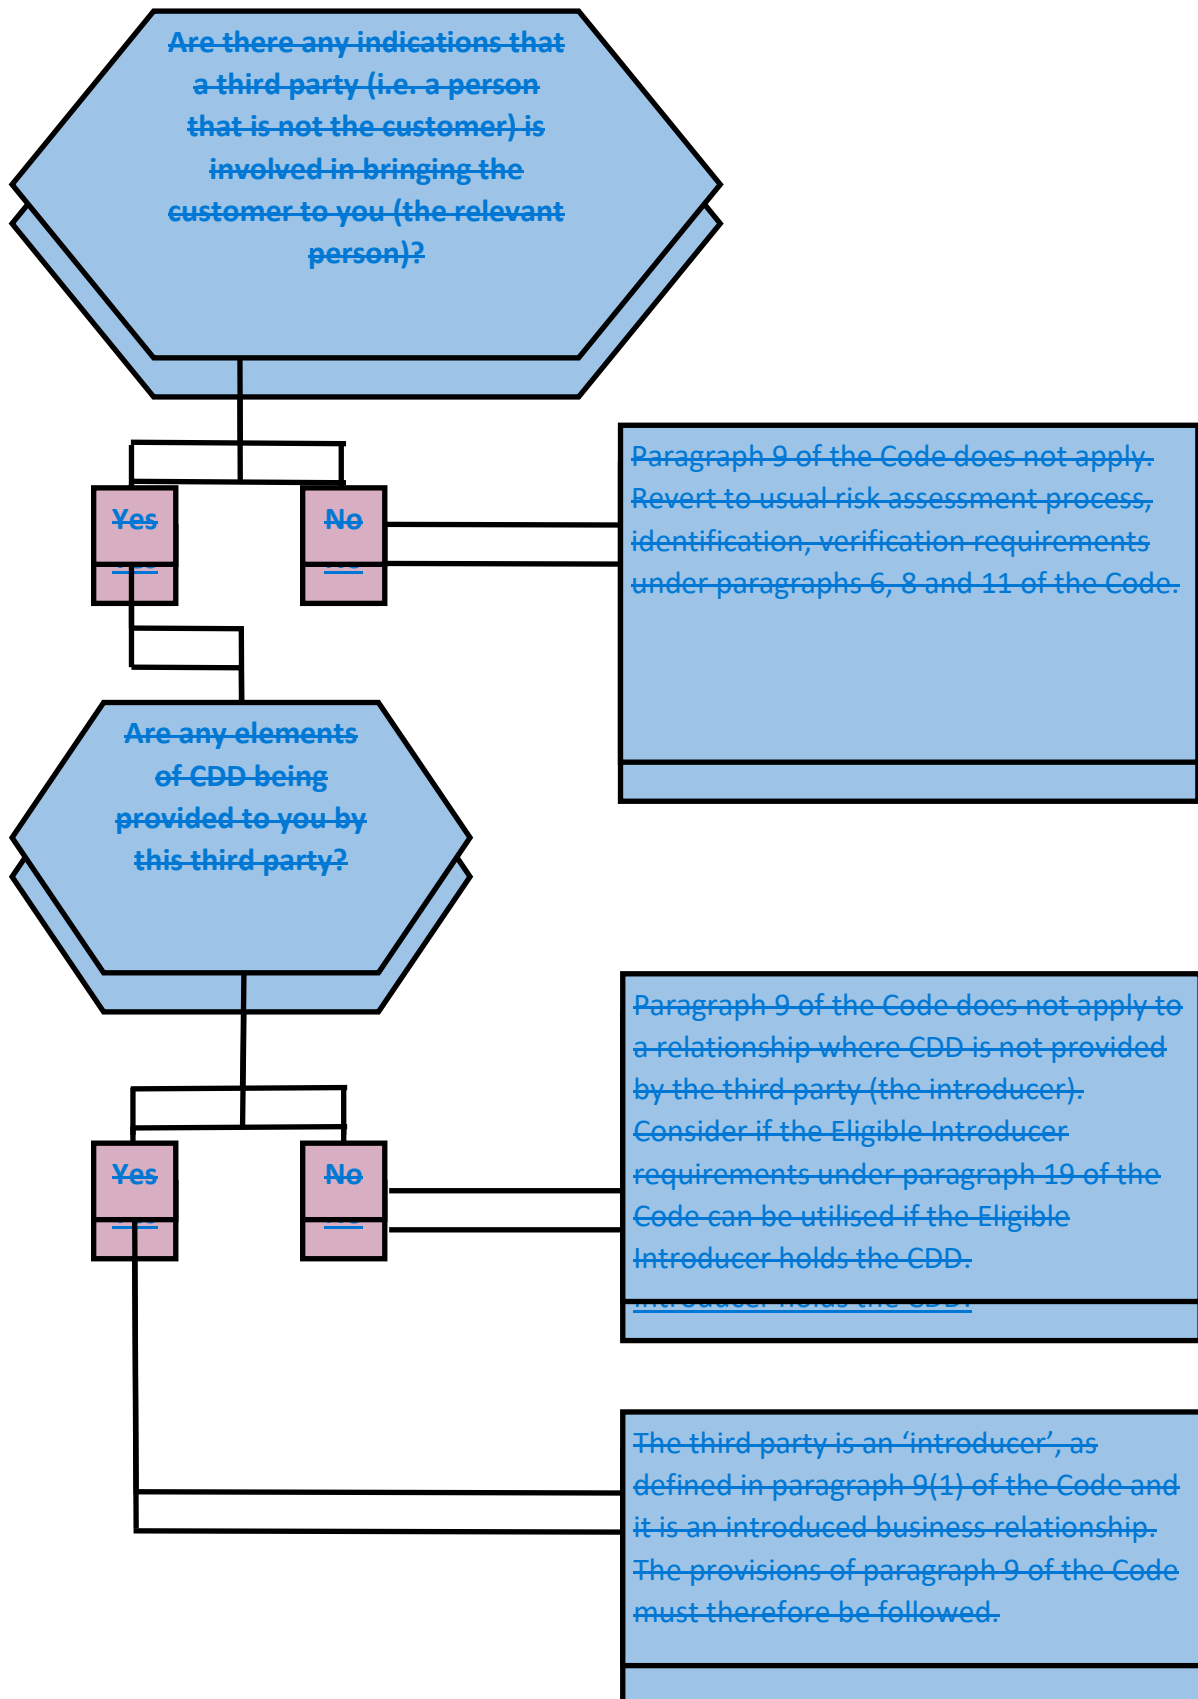 Are there any indications that
a third party (i.e. a person
that is not the customer) is
involved in bringing the
customer to you (the relevant
person)?
Yes
No
Paragraph 9 of the Code does not apply.
Revert to usual risk assessment process,
identification, verification requirements
under paragraphs 6, 8 and 11 of the Code.
Are any elements
of CDD being
provided to you by
this third party?
Yes
No
Paragraph 9 of the Code does not apply to
a relationship where CDD is not provided
by the third party (the introducer).
Consider if the Eligible Introducer
requirements under paragraph 19 of the
Code can be utilised if the Eligible
Introducer holds the CDD.
The third party is an ‘introducer’, as
defined in paragraph 9(1) of the Code and
it is an introduced business relationship.
The provisions of paragraph 9 of the Code
must therefore be followed.